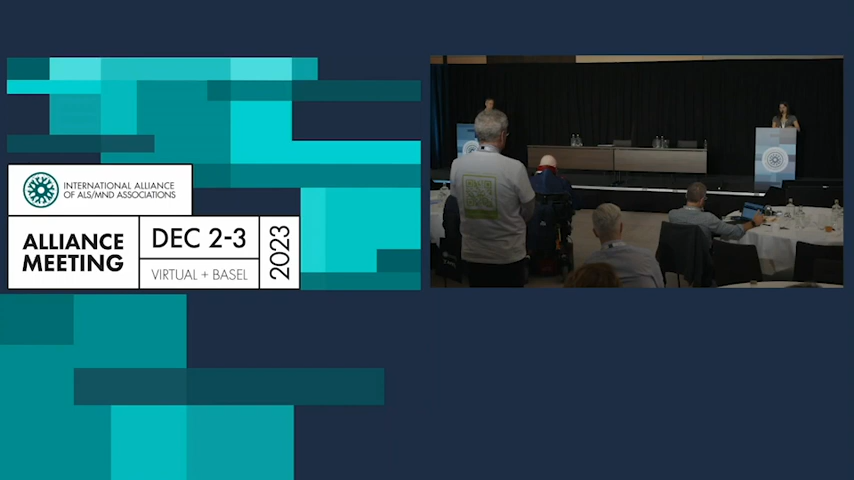 INTERNATIONAL ALLIANCE
OF ALS/MND ASSOCIATIONS
ALLIANCE
MEETING
DEC 2-3
VIRTUAL + BASEL
2023